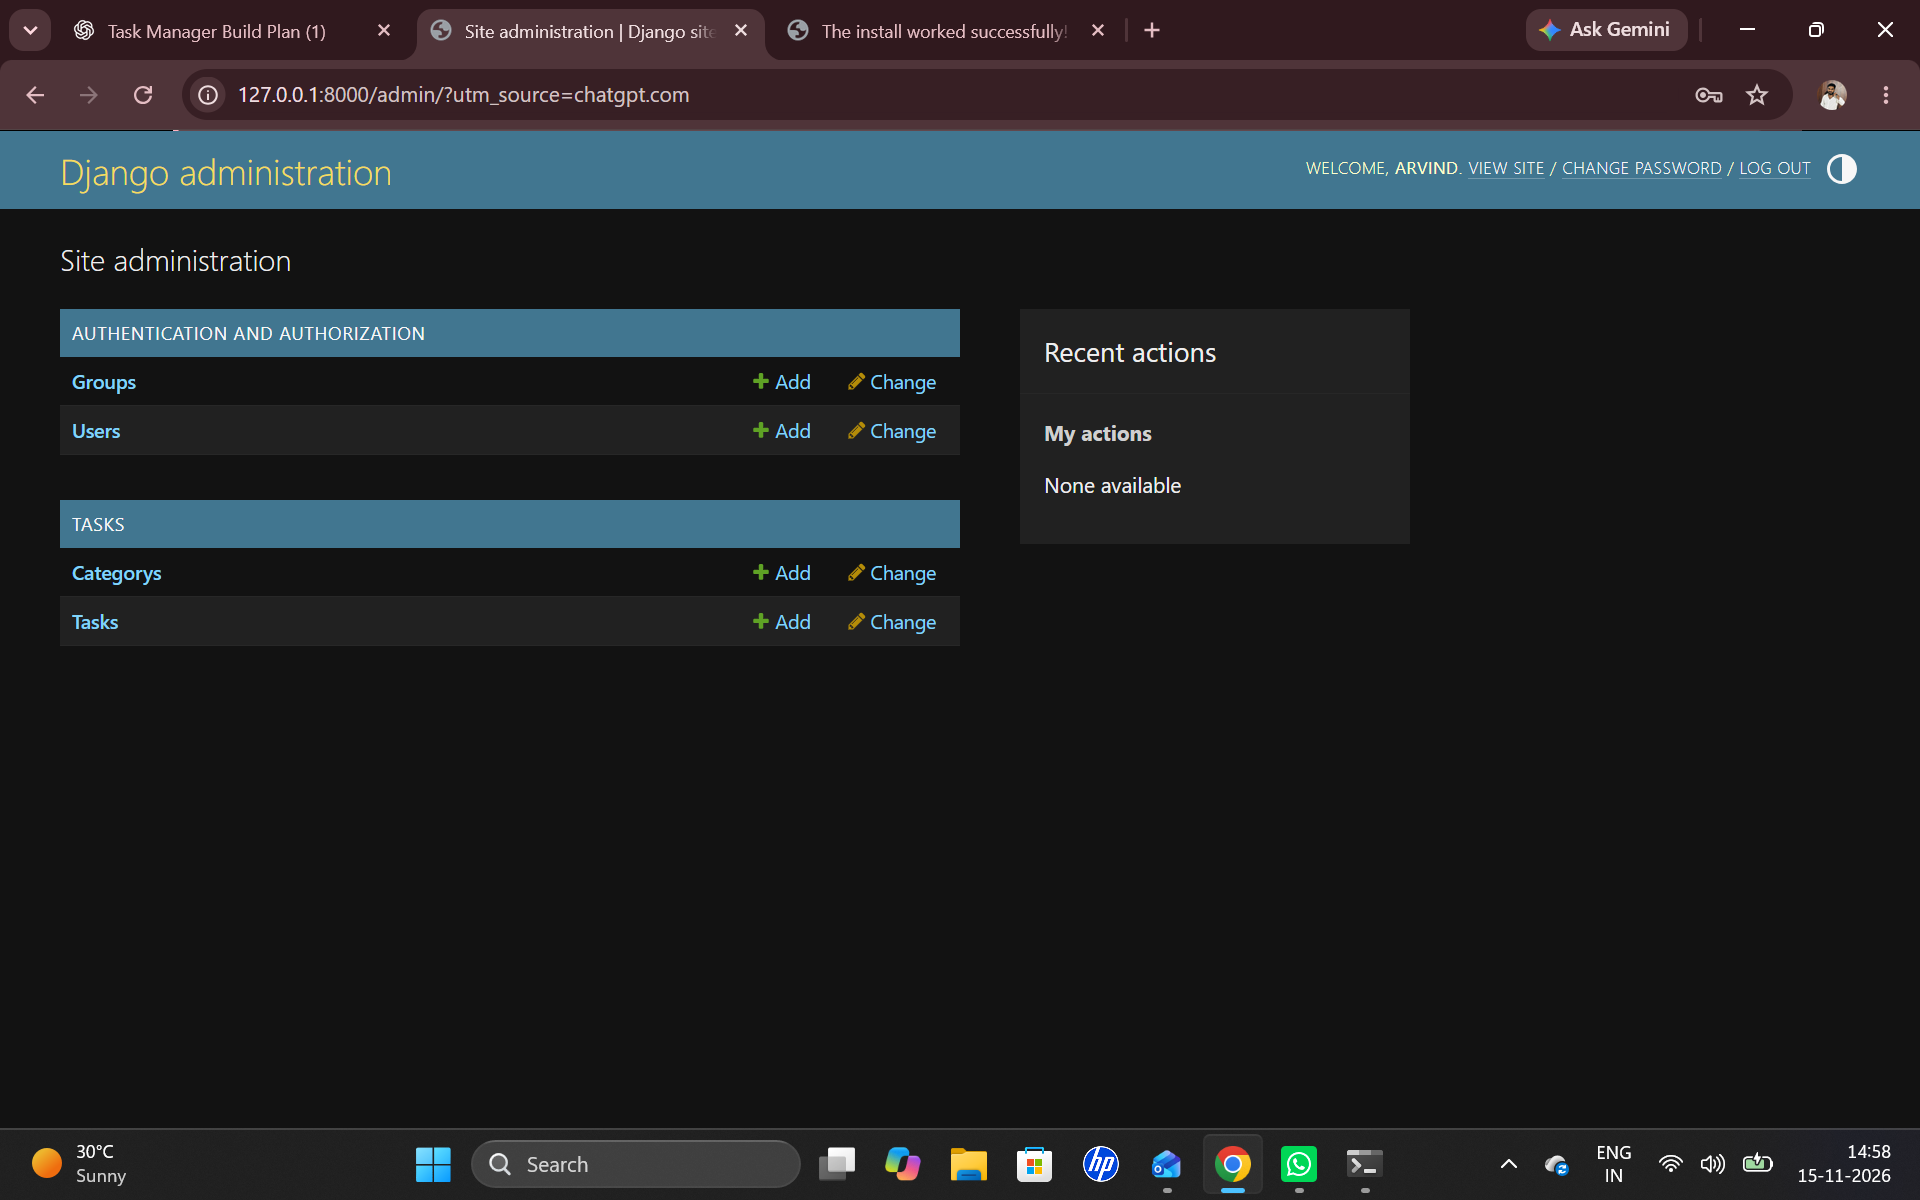 Task Manager Build Plan (1)
Site administration | Django site
The install worked successfully!
Ask Gemini
127.0.0.1:8000/admin/?utm_source=chatgpt.com
Django administration
WELCOME, ARVIND. VIEW SITE / CHANGE PASSWORD / LOG OUT
Site administration
AUTHENTICATION AND AUTHORIZATION
Groups Add Change
Users Add Change
TASKS
Categorys Add Change
Tasks Add Change
Recent actions
My actions
None available
30°C
Sunny
Search
hp
ENG
IN
14:58
15-11-2026